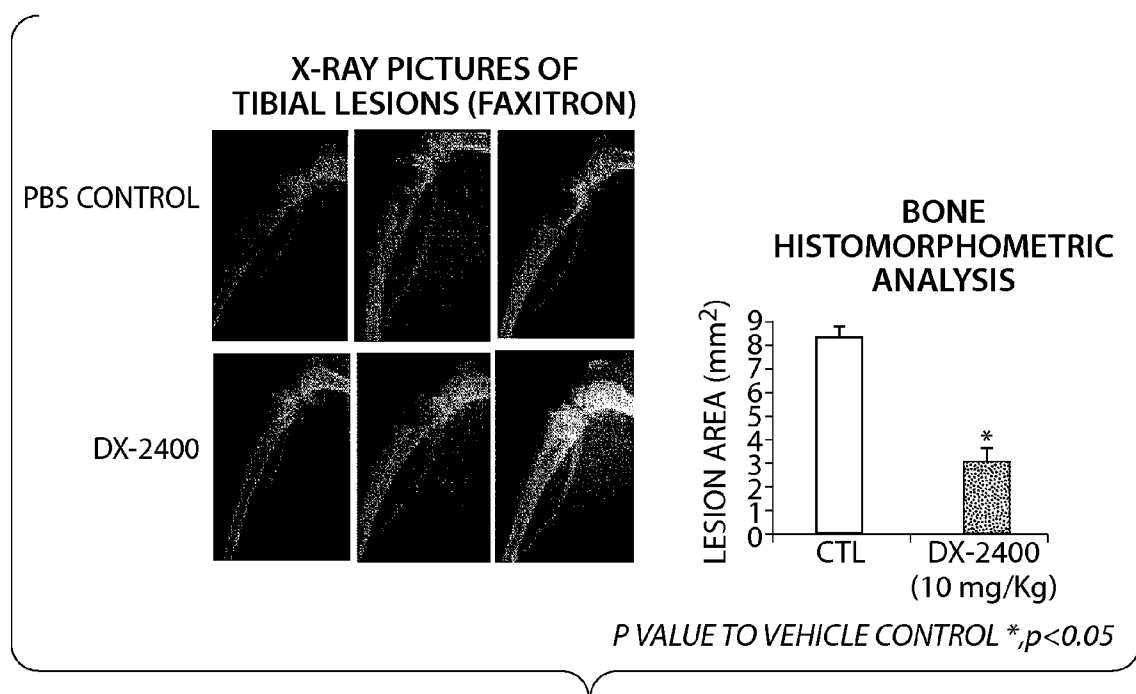 X-RAY PICTURES OF
TIBIAL LESIONS (FAXITRON)
PBS CONTROL
DX-2400
BONE
HISTOMORPHOMETRIC
ANALYSIS
LESION AREA (mm²)
9
8
7
6
5
4
3
2
1
0
*
CTL
DX-2400
(10 mg/Kg)
P VALUE TO VEHICLE CONTROL *,p<0.05